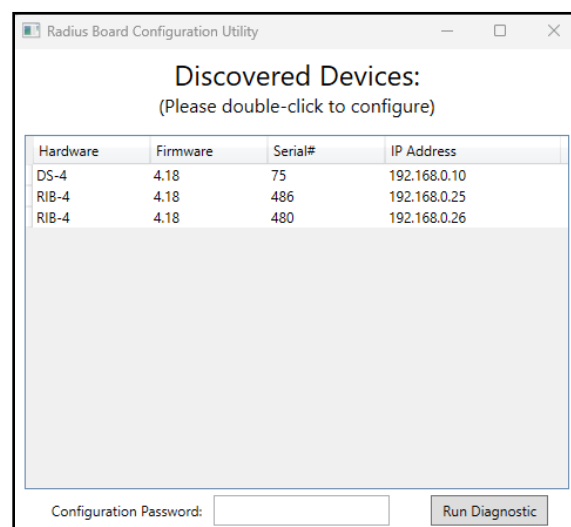 Radius Board Configuration Utility
Discovered Devices:
(Please double-click to configure)
Hardware Firmware Serial# IP Address
DS-4 4.18 75 192.168.0.10
RIB-4 4.18 486 192.168.0.25
RIB-4 4.18 480 192.168.0.26
Configuration Password: Run Diagnostic